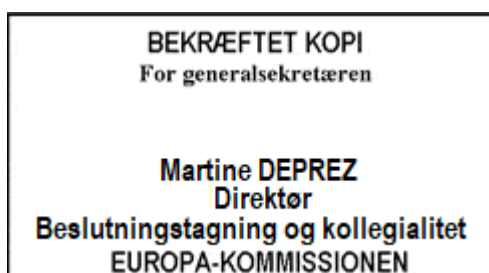 BEKRÆFTET KOPI
For generalsekretæren
Martine DEPREZ
Direktør
Beslutningstagning og kollegialitet
EUROPA-KOMMISSIONEN